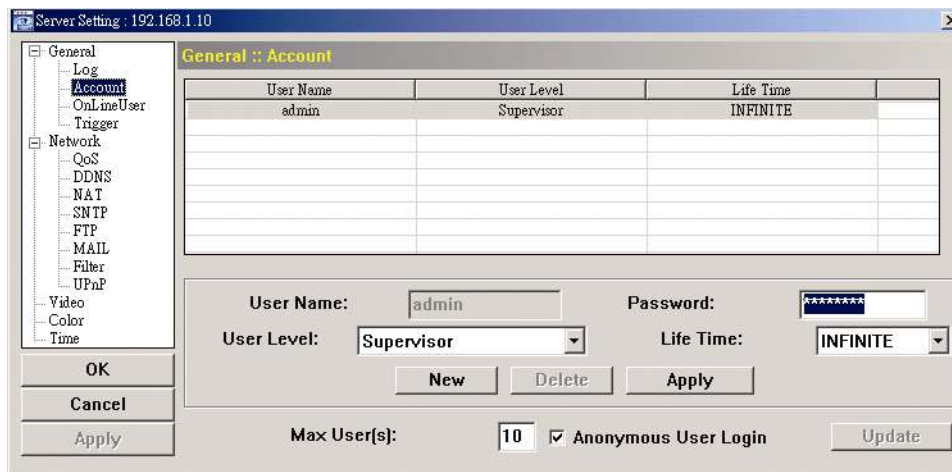 Server Setting : 192.168.1.10
General
Log
Account
OnLineUser
Trigger
Network
QoS
DDNS
NAT
SNTP
FTP
MAIL
Filter
UPnP
Video
Color
Time
OK
Cancel
Apply
General :: Account
User Name User Level Life Time
admin Supervisor INFINITE
User Name: admin Password: ********
User Level: Supervisor Life Time: INFINITE
New Delete Apply
Max User(s): 10 Anonymous User Login Update